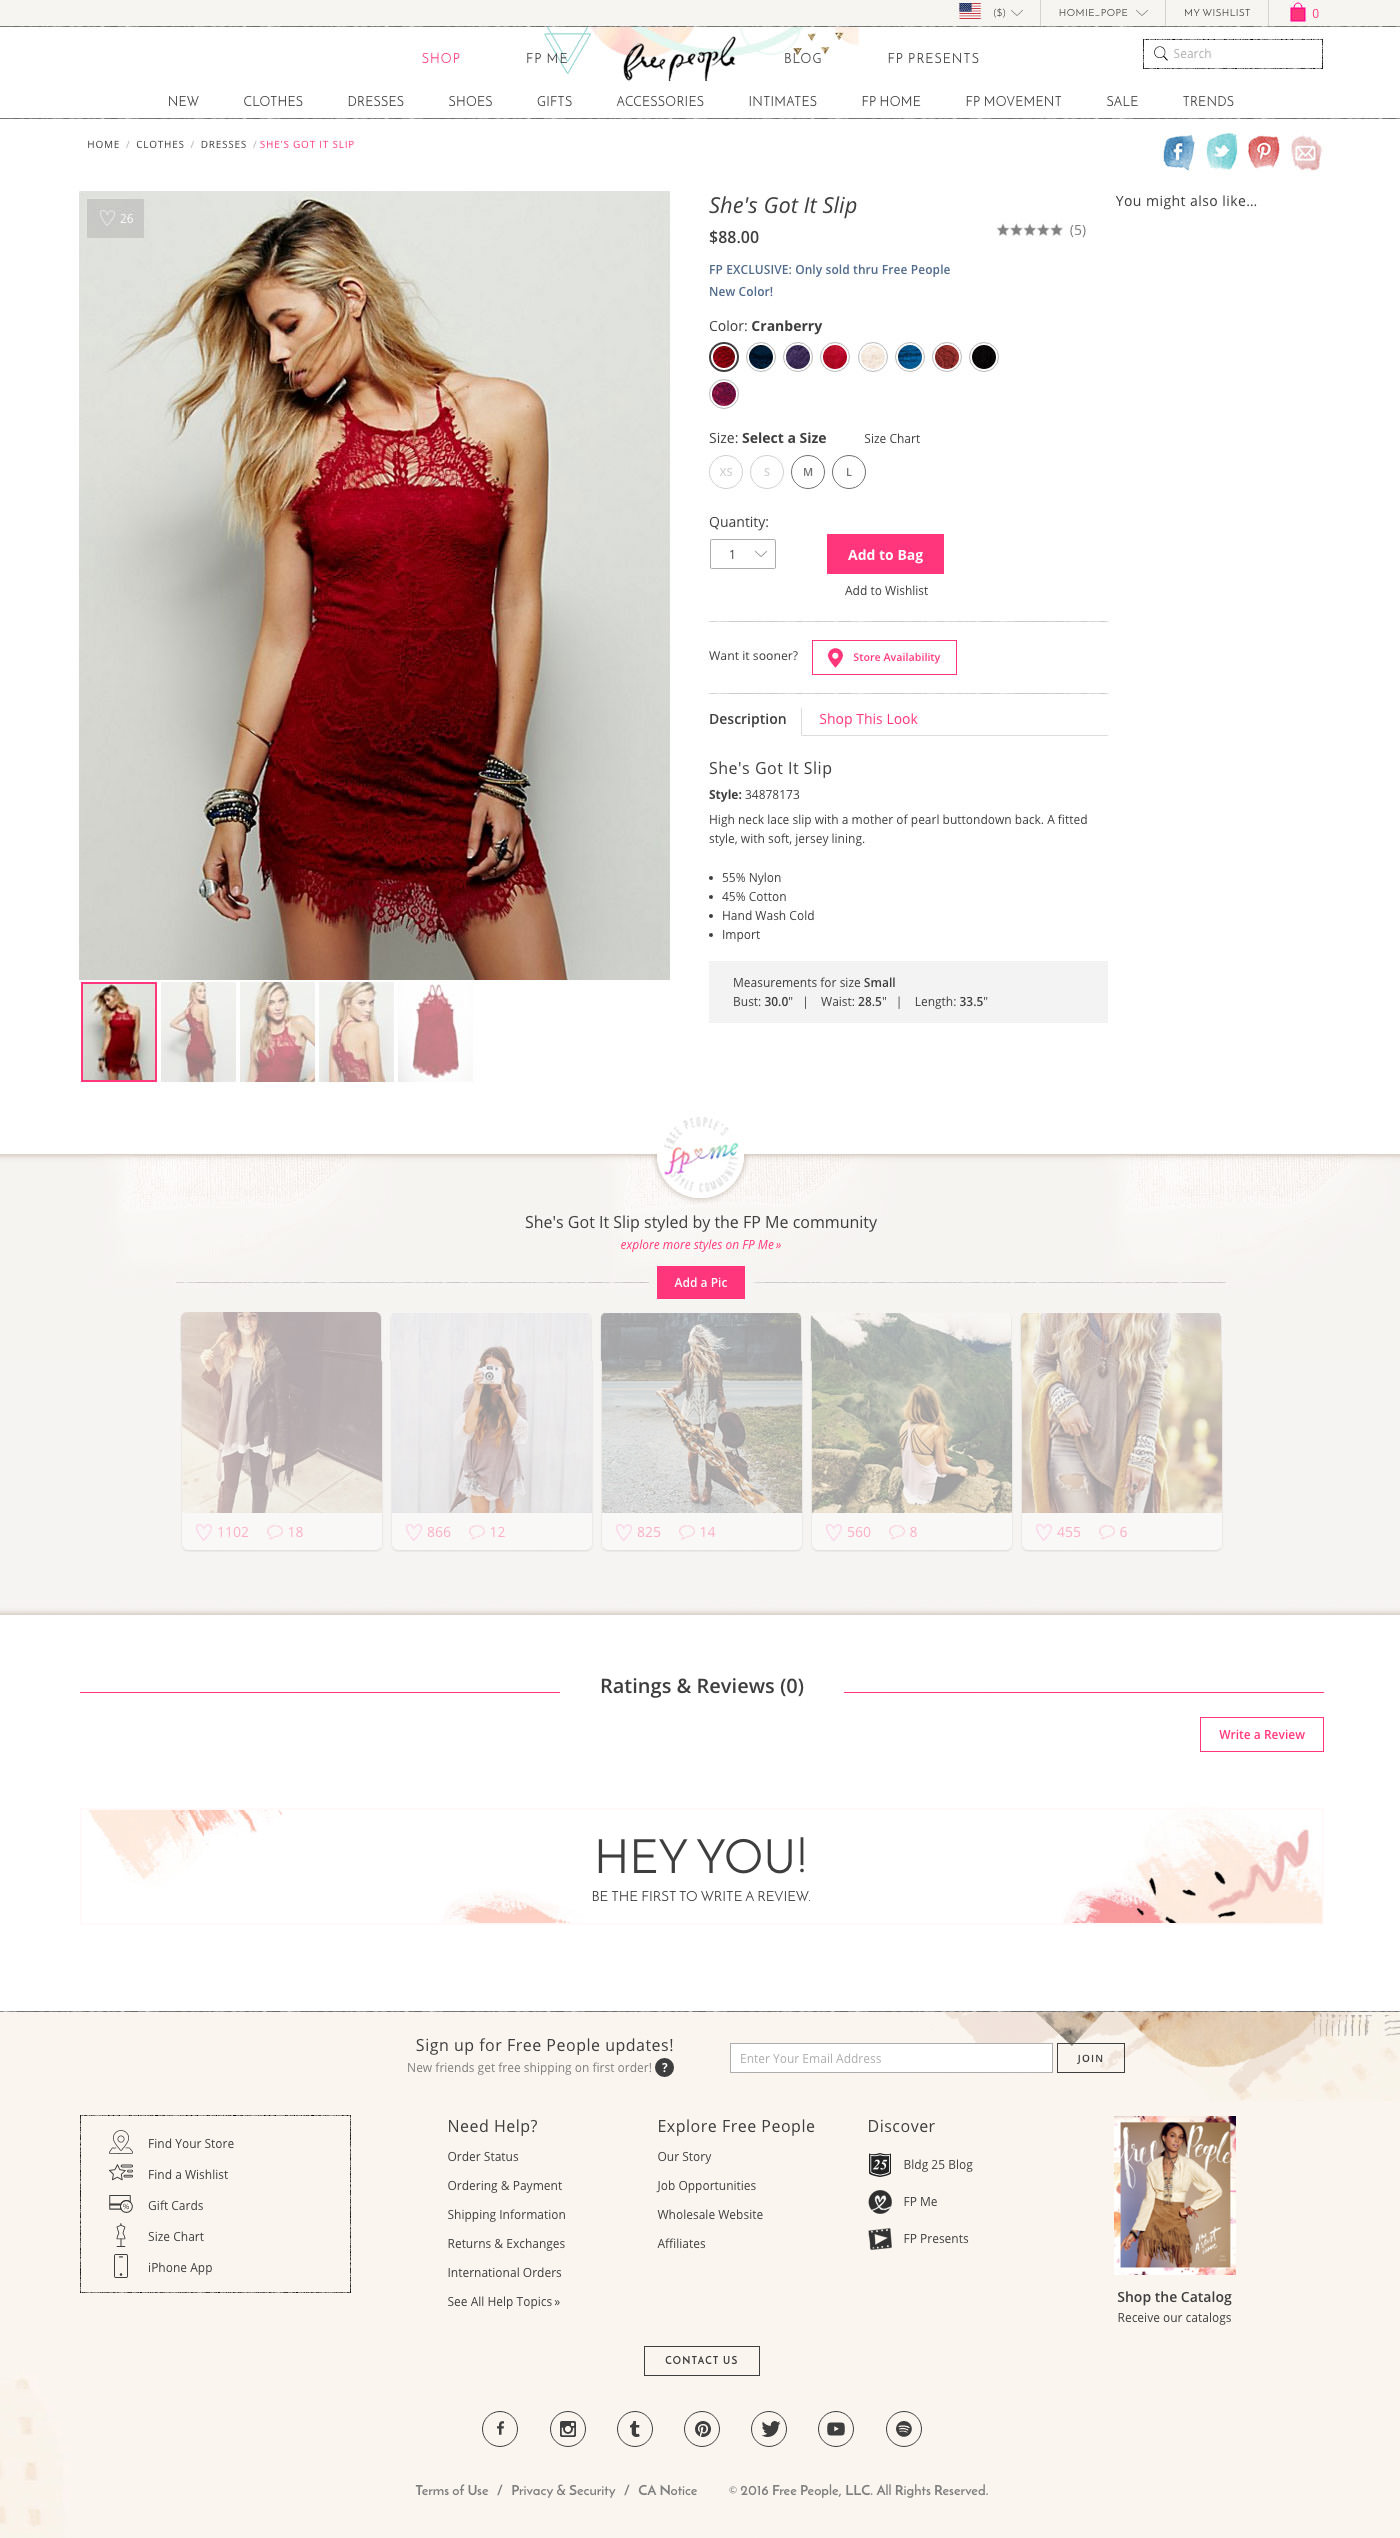 ($)
HOMIE_POPE
MY WISHLIST
0
SHOP
FP ME
free people
BLOG
FP PRESENTS
Search
NEW
CLOTHES
DRESSES
SHOES
GIFTS
ACCESSORIES
INTIMATES
FP HOME
FP MOVEMENT
SALE
TRENDS
HOME / CLOTHES / DRESSES / SHE'S GOT IT SLIP
26
She's Got It Slip
$88.00
(5)
FP EXCLUSIVE: Only sold thru Free People
New Color!
Color: Cranberry
Size: Select a Size
Size Chart
XS
S
M
L
Quantity:
1
Add to Bag
Add to Wishlist
Want it sooner?
Store Availability
Description
Shop This Look
She's Got It Slip
Style: 34878173
High neck lace slip with a mother of pearl buttondown back. A fitted
style, with soft, jersey lining.
55% Nylon
45% Cotton
Hand Wash Cold
Import
Measurements for size Small
Bust: 30.0" | Waist: 28.5" | Length: 33.5"
You might also like...
FREE PEOPLE'S
fp me
STYLE COMMUNITY
She's Got It Slip styled by the FP Me community
explore more styles on FP Me »
Add a Pic
1102
18
866
12
825
14
560
8
455
6
Ratings & Reviews (0)
Write a Review
HEY YOU!
BE THE FIRST TO WRITE A REVIEW.
Sign up for Free People updates!
New friends get free shipping on first order! ?
Enter Your Email Address
JOIN
Find Your Store
Find a Wishlist
Gift Cards
Size Chart
iPhone App
Need Help?
Order Status
Ordering & Payment
Shipping Information
Returns & Exchanges
International Orders
See All Help Topics »
Explore Free People
Our Story
Job Opportunities
Wholesale Website
Affiliates
Discover
25
Bldg 25 Blog
FP Me
FP Presents
free people
Shop the Catalog
Receive our catalogs
CONTACT US
Terms of Use / Privacy & Security / CA Notice
© 2016 Free People, LLC. All Rights Reserved.